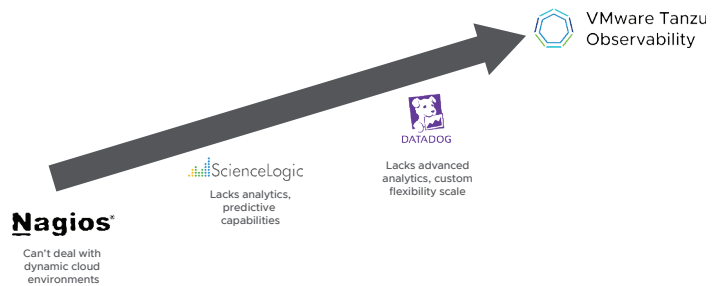 VMware Tanzu
Observability
DATADOG
Lacks advanced
analytics, custom
flexibility scale
ScienceLogic
Lacks analytics,
predictive
capabilities
Nagios®
Can't deal with
dynamic cloud
environments